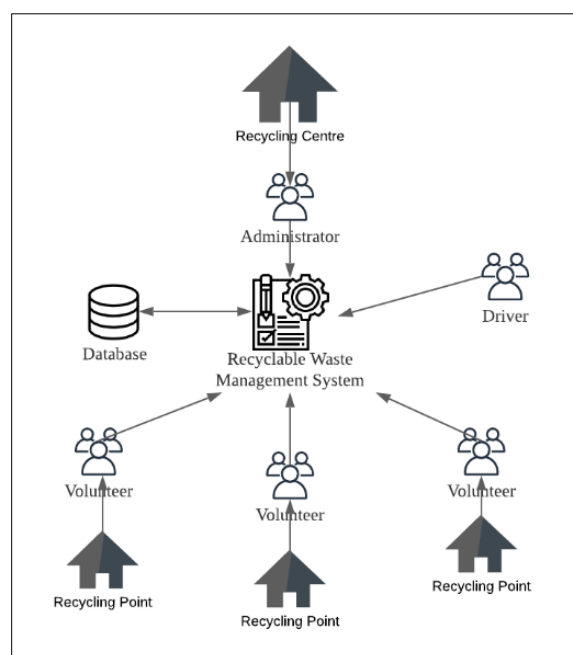 Recycling Centre
Administrator
Driver
Database
Recyclable Waste
Management System
Volunteer
Volunteer
Volunteer
Recycling Point
Recycling Point
Recycling Point